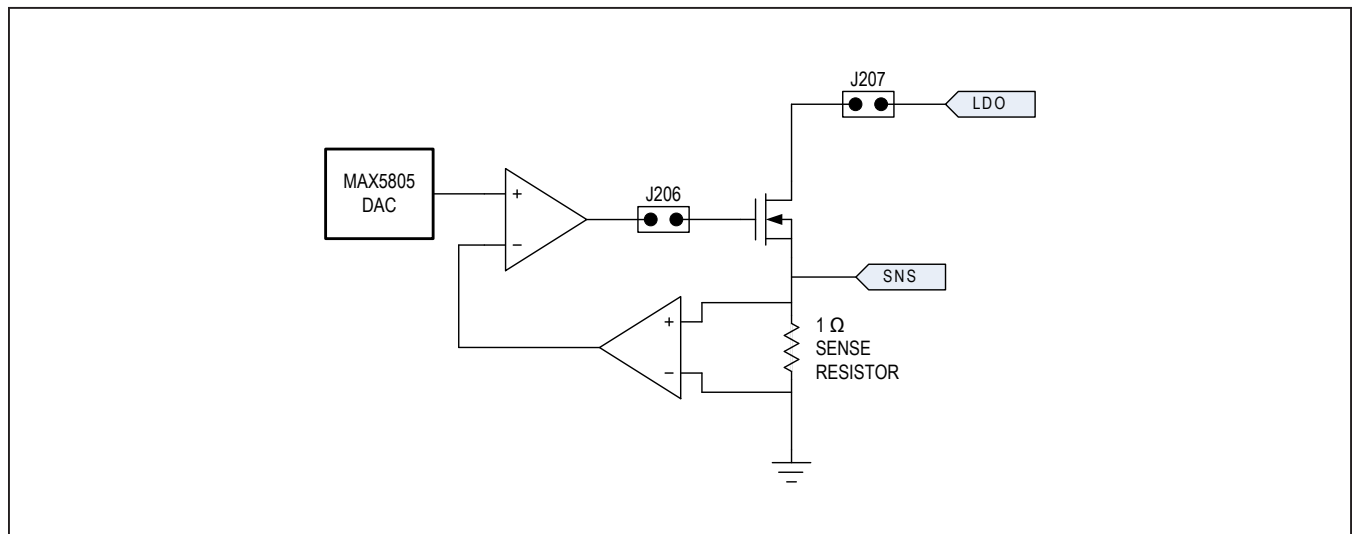 J207
LDO
MAX5805
DAC
+
−
J206
SNS
+
−
1 Ω
SENSE
RESISTOR